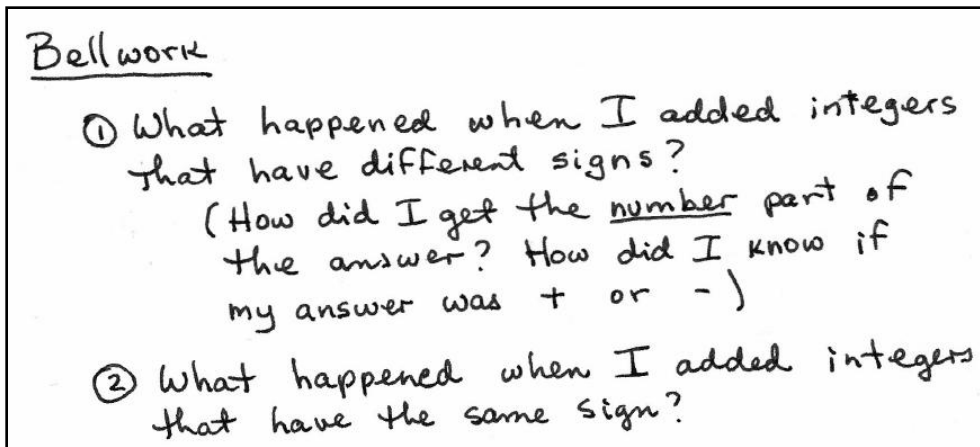 Bellwork
① What happened when I added integers
that have different signs?
(How did I get the number part of
the answer? How did I know if
my answer was + or -)
② What happened when I added integers
that have the same sign?